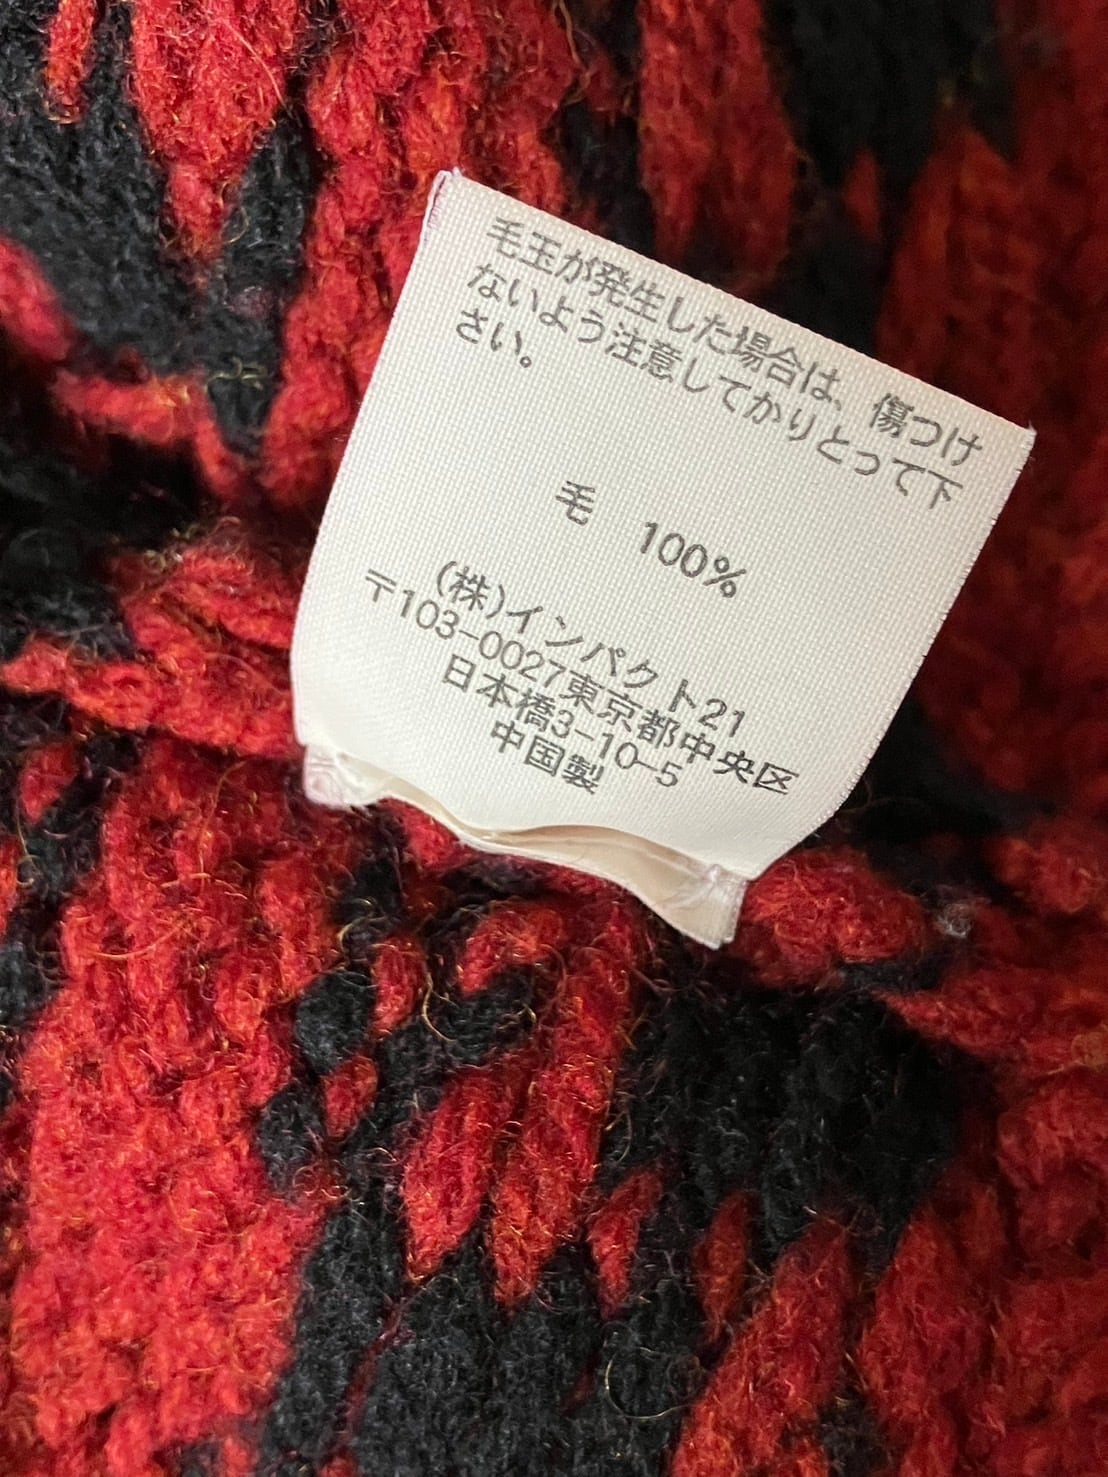 毛玉が発生した場合は、傷つけ
ないよう注意してかりとって下
さい。
毛 100%
(株)インパクト21
〒103-0027東京都中央区
日本橋3-10-5
中国製